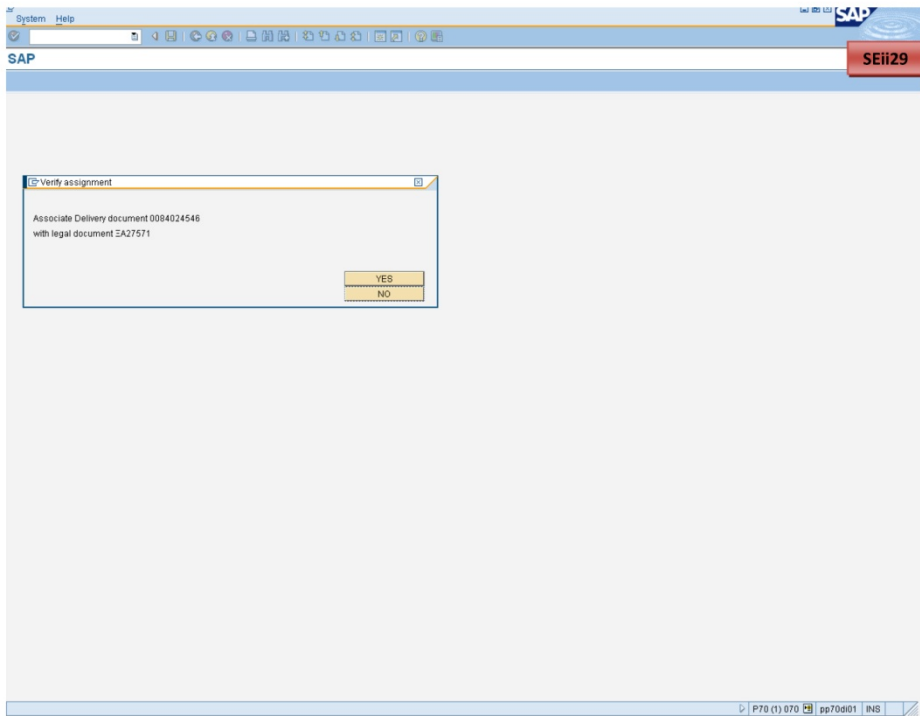 System Help
SAP
SAP
SEii29
Verify assignment
Associate Delivery document 0084024546
with legal document ΞA27571
YES
NO
P70 (1) 070 pp70di01 INS